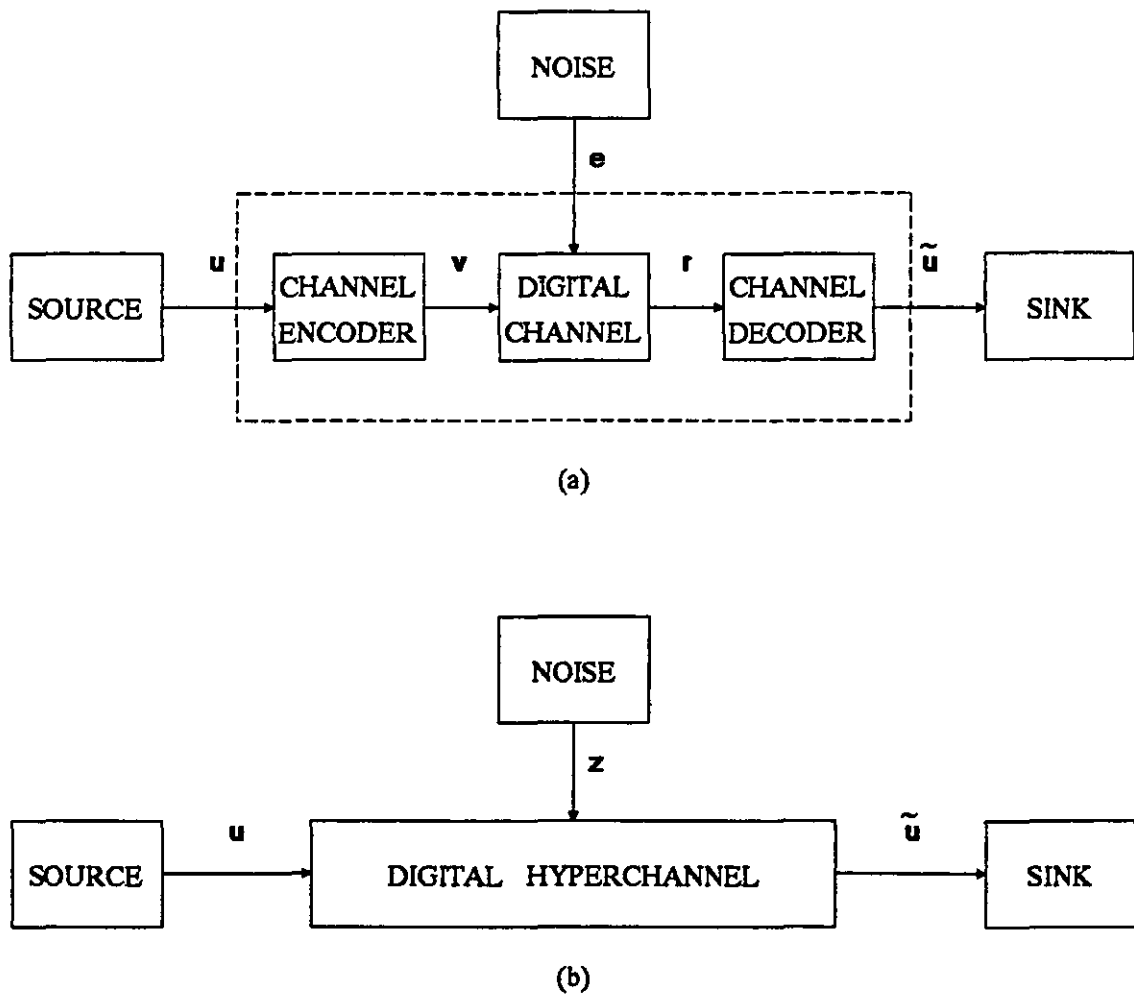 NOISE
e
u
v
r
ũ
SOURCE
CHANNEL
ENCODER
DIGITAL
CHANNEL
CHANNEL
DECODER
SINK
(a)
NOISE
z
u
ũ
SOURCE
DIGITAL HYPERCHANNEL
SINK
(b)